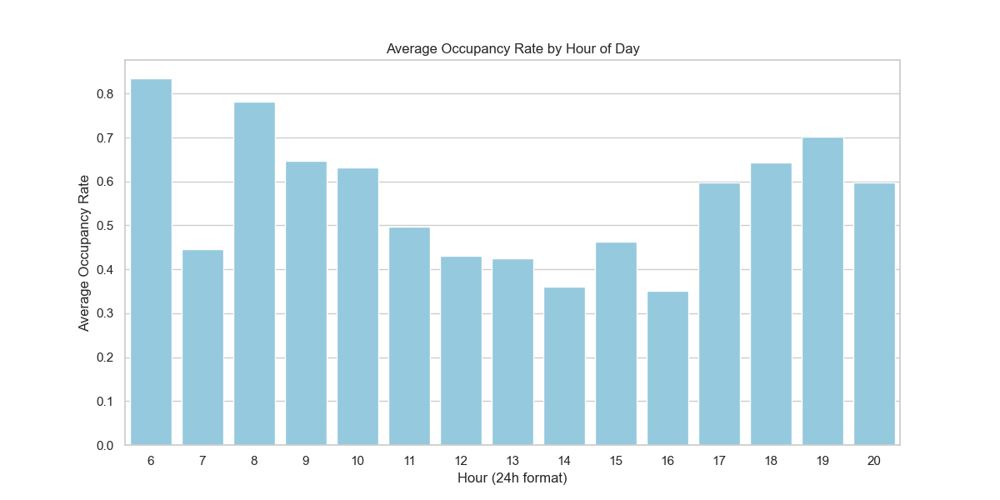 Average Occupancy Rate by Hour of Day
Average Occupancy Rate
0.8
0.7
0.6
0.5
0.4
0.3
0.2
0.1
0.0
6 7 8 9 10 11 12 13 14 15 16 17 18 19 20
Hour (24h format)